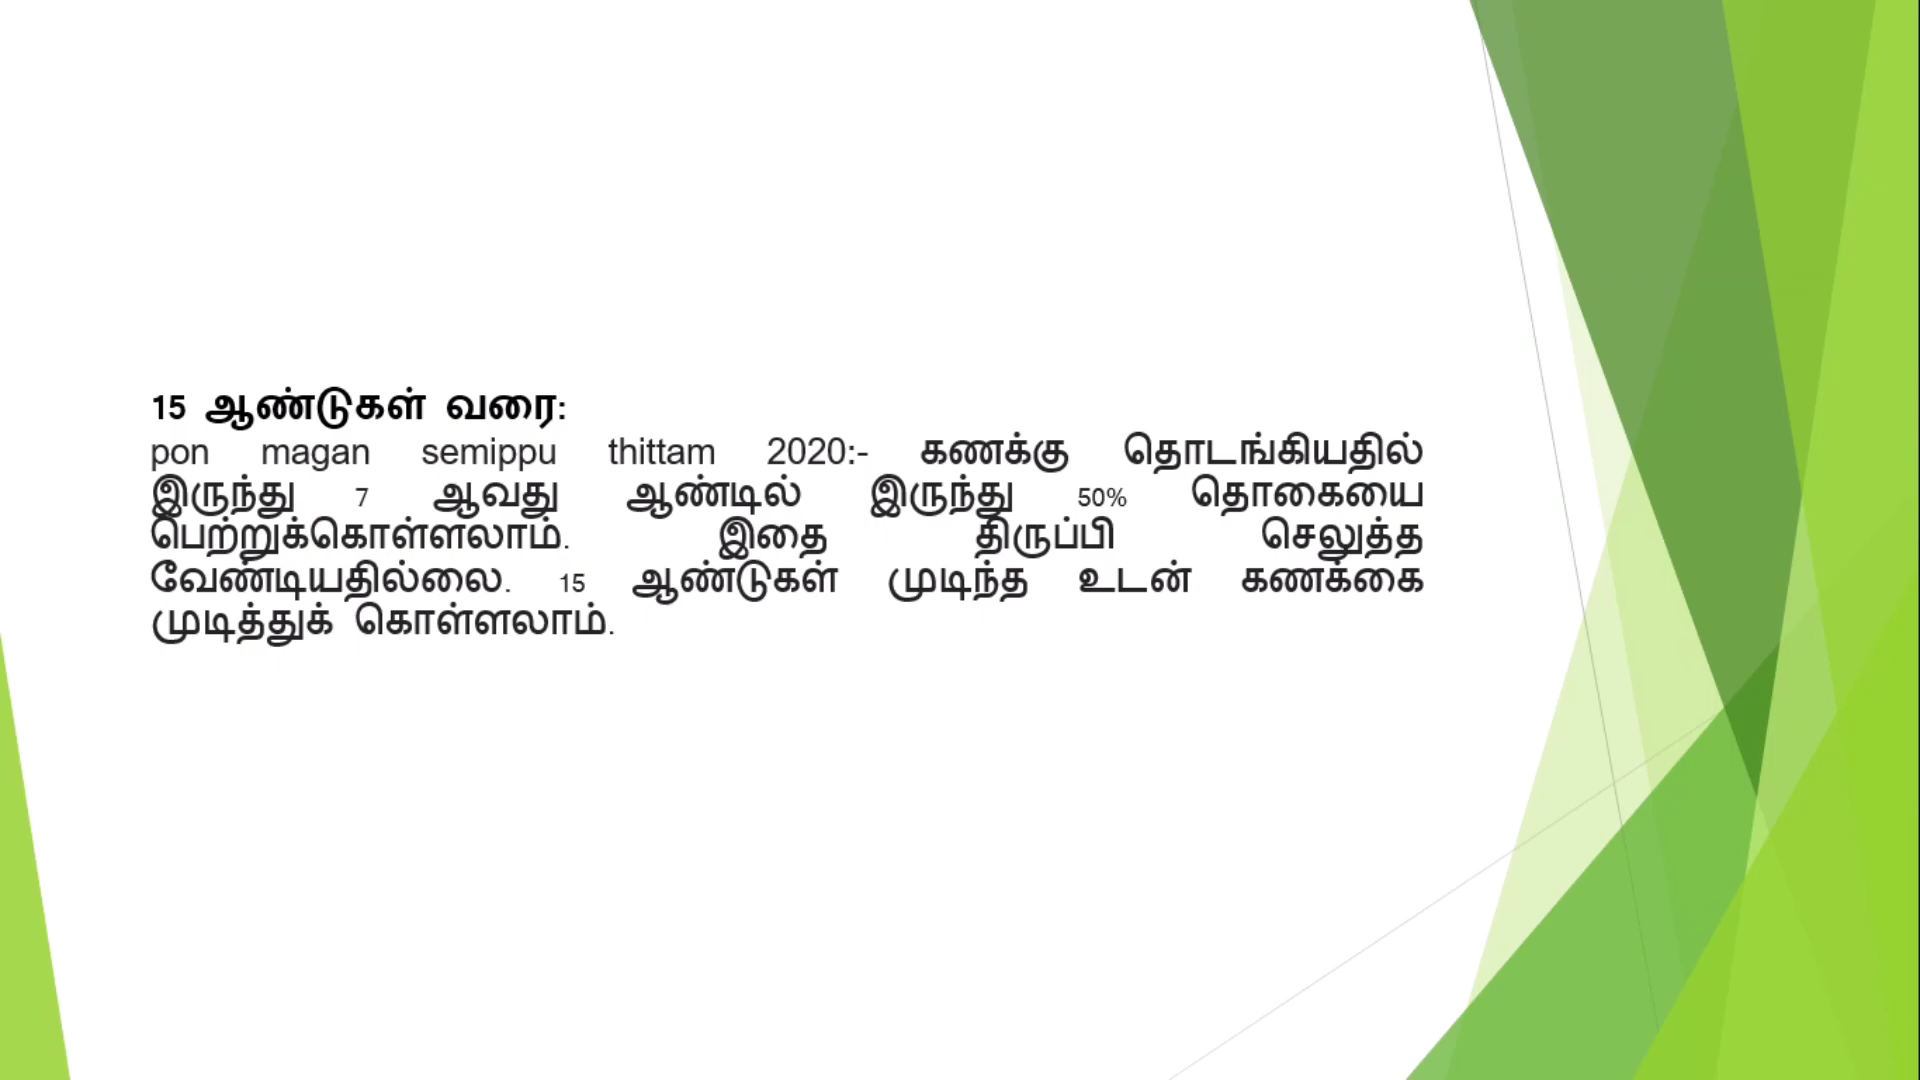 15 ஆண்டுகள் வரை:
pon magan semippu thittam 2020:- கணக்கு தொடங்கியதில்
இருந்து 7 ஆவது ஆண்டில் இருந்து 50% தொகையை
பெற்றுக்கொள்ளலாம். இதை திருப்பி செலுத்த
வேண்டியதில்லை. 15 ஆண்டுகள் முடிந்த உடன் கணக்கை
முடித்துக் கொள்ளலாம்.